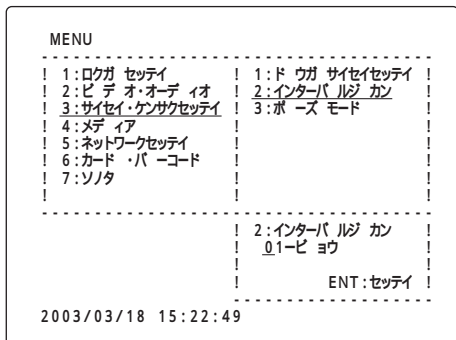 MENU
1:ロクガ セッテイ
2:ビ デ オ・オーデ ィオ
3:サイセイ・ケンサクセッテイ
4:メデ ィア
5:ネットワークセッテイ
6:カード ・バ ーコード
7:ソノタ
1:ド ウガ サイセイセッテイ
2:インターバ ルジ カン
3:ポ ーズ モード
2:インターバ ルジ カン
01ービ ョウ
ENT:セッテイ
2003/03/18 15:22:49